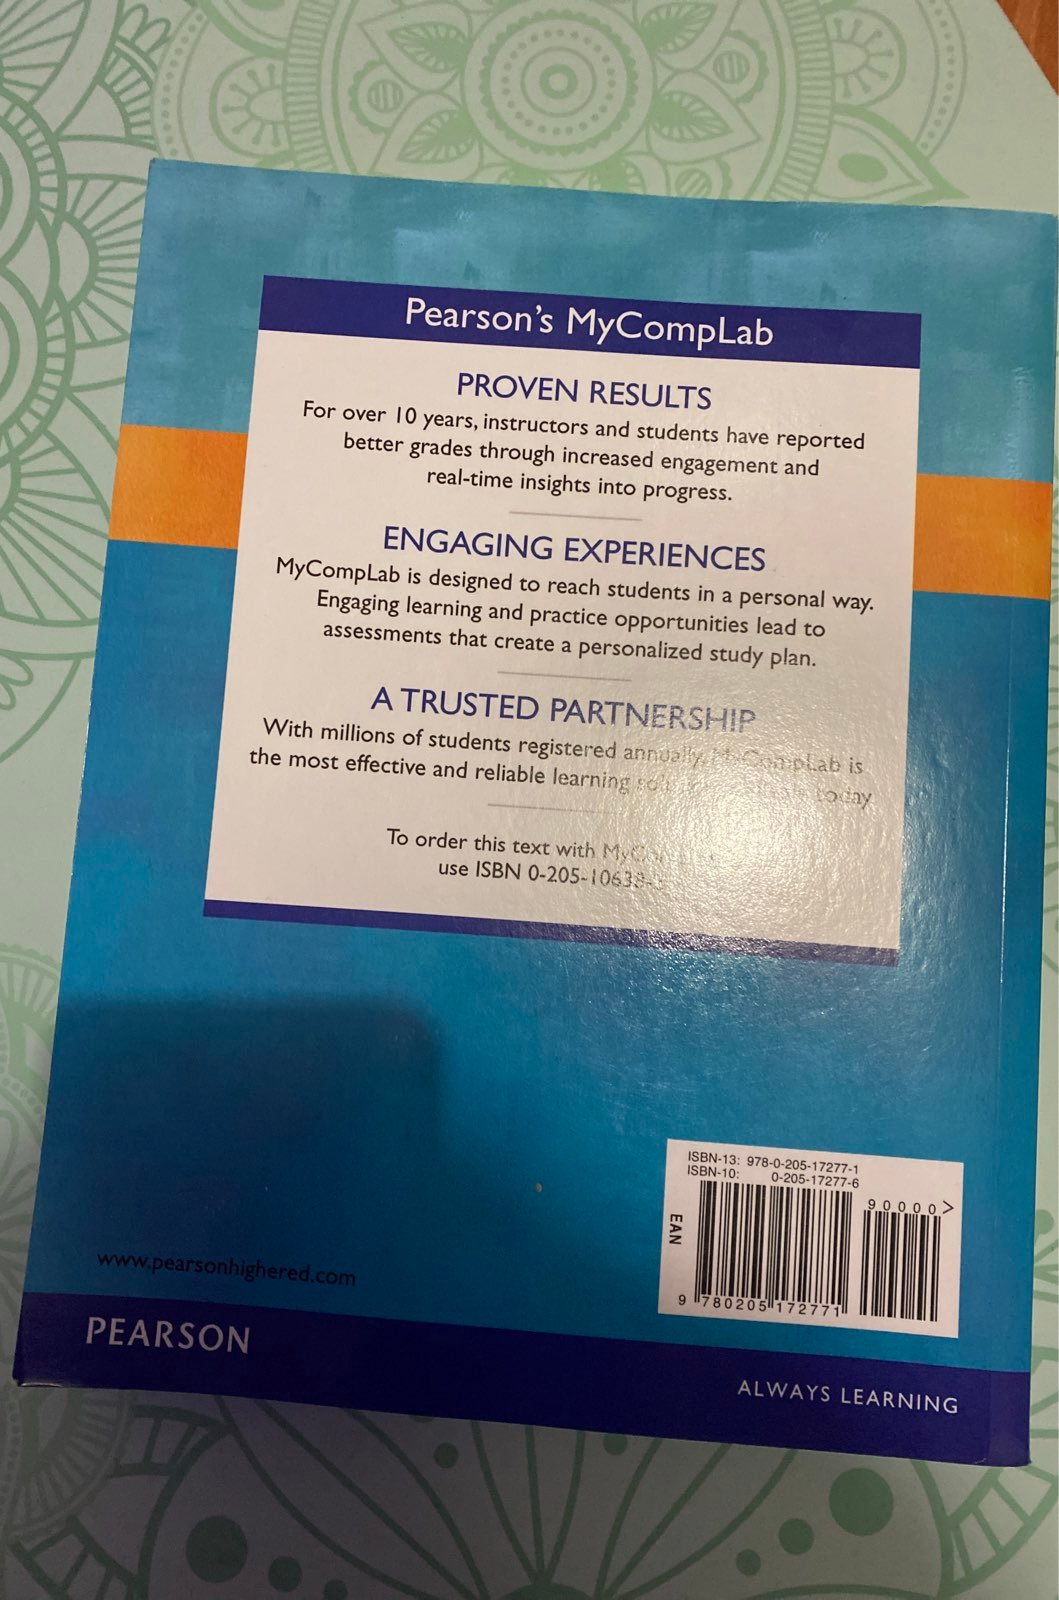 Pearson's MyCompLab
PROVEN RESULTS
For over 10 years, instructors and students have reported
better grades through increased engagement and
real-time insights into progress.
ENGAGING EXPERIENCES
MyCompLab is designed to reach students in a personal way.
Engaging learning and practice opportunities lead to
assessments that create a personalized study plan.
A TRUSTED PARTNERSHIP
With millions of students registered annually, MyCompLab is
the most effective and reliable learning today
To order this text with
use ISBN
ISBN-13: 978-0-205-17277-1
ISBN-10: 0-205-17277-6
90000>
EAN
9 780205 172771
www.pearsonhighered.com
PEARSON
ALWAYS LEARNING